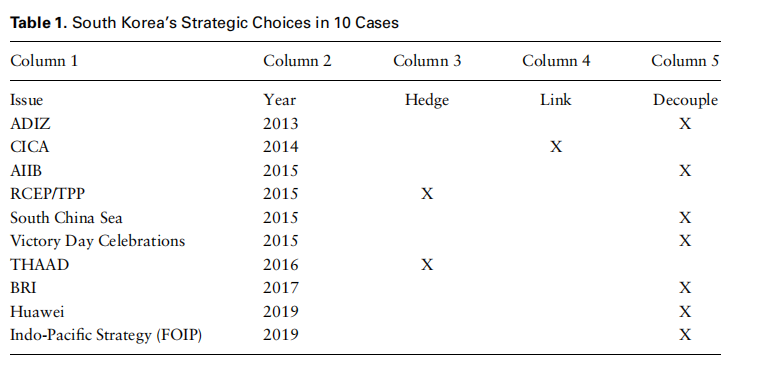 Table 1. South Korea's Strategic Choices in 10 Cases
Column 1 Column 2 Column 3 Column 4 Column 5
Issue Year Hedge Link Decouple
ADIZ 2013 X
CICA 2014 X
AIIB 2015 X
RCEP/TPP 2015 X
South China Sea 2015 X
Victory Day Celebrations 2015 X
THAAD 2016 X
BRI 2017 X
Huawei 2019 X
Indo-Pacific Strategy (FOIP) 2019 X